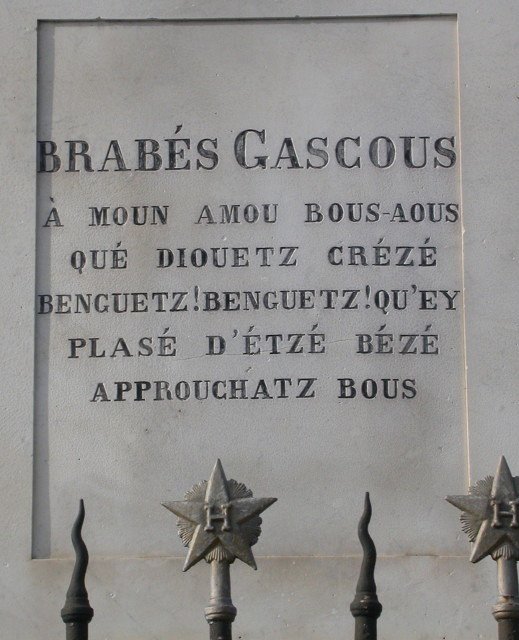 BRABÉS GASCOUS
À MOUN AMOU BOUS-AOUS
QUÉ DIOUETZ CRÉZÉ
BENGUETZ!BENGUETZ!QU'EY
PLASÉ D'ÉTZÉ BÉZÉ
APPROUCHATZ BOUS
H H